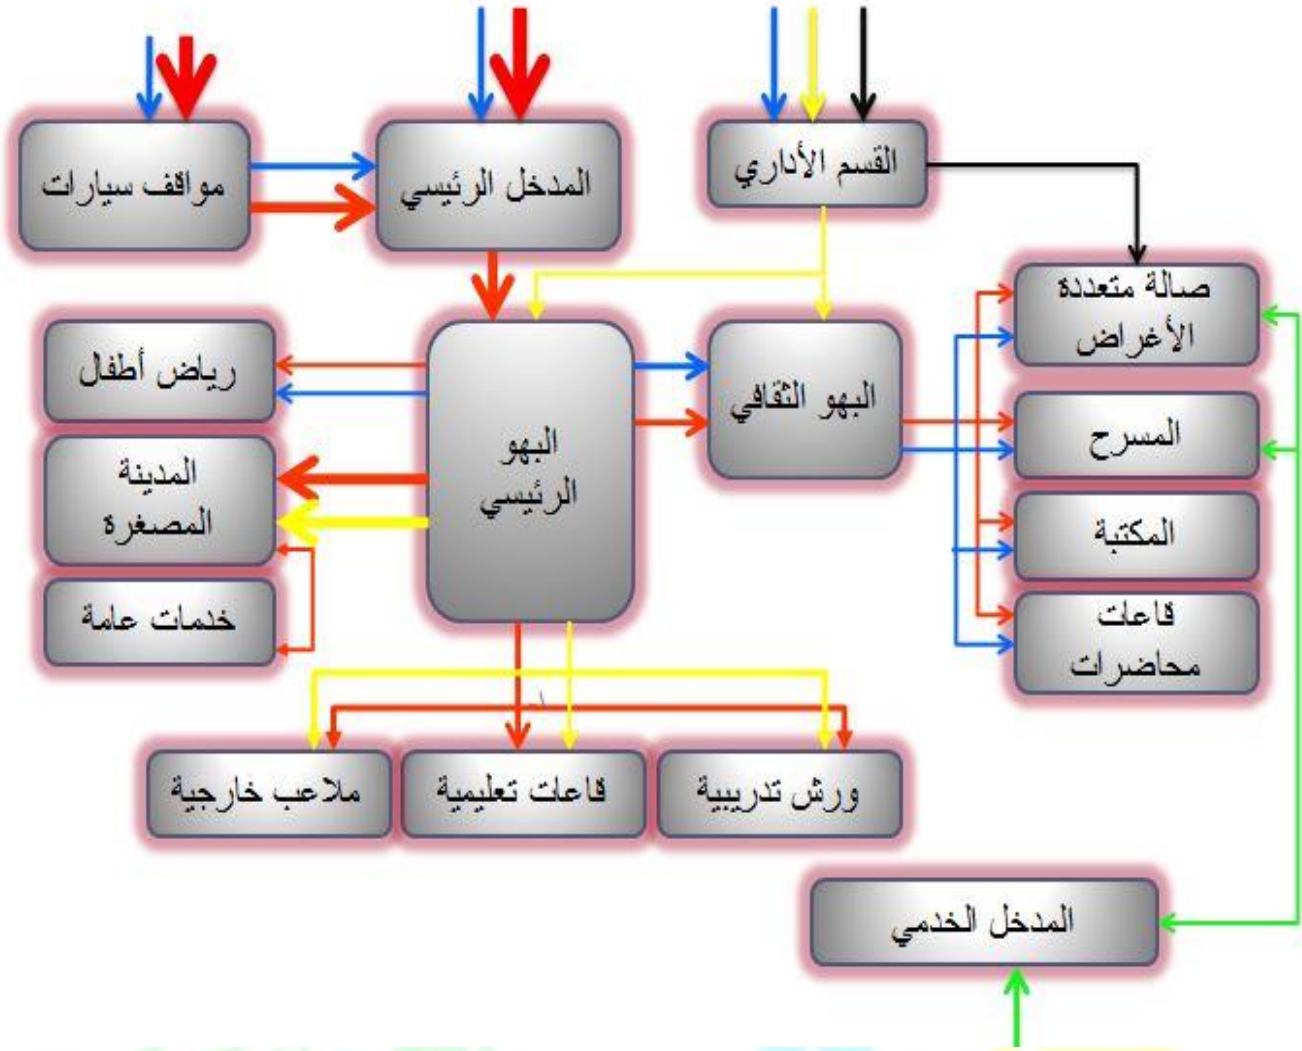 مواقف سيارات
المدخل الرئيسي
القسم الأداري
صالة متعددة
الأغراض
رياض أطفال
البهو الثقافي
البهو
الرئيسي
المسرح
المدينة
المصغرة
المكتبة
خدمات عامة
قاعات
محاضرات
ملاعب خارجية
قاعات تعليمية
ورش تدريبية
المدخل الخدمي